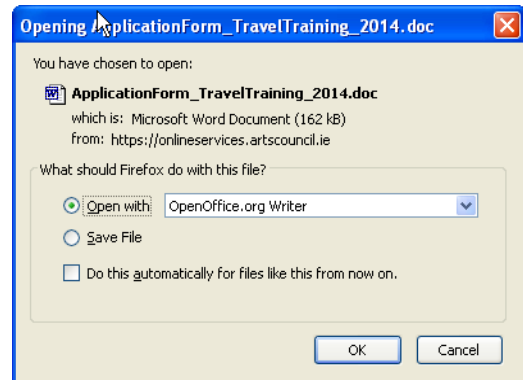 Opening ApplicationForm_TravelTraining_2014.doc
You have chosen to open:
ApplicationForm_TravelTraining_2014.doc
which is: Microsoft Word Document (162 kB)
from: https://onlineservices.artscouncil.ie
What should Firefox do with this file?
Open with OpenOffice.org Writer
Save File
Do this automatically for files like this from now on.
OK Cancel